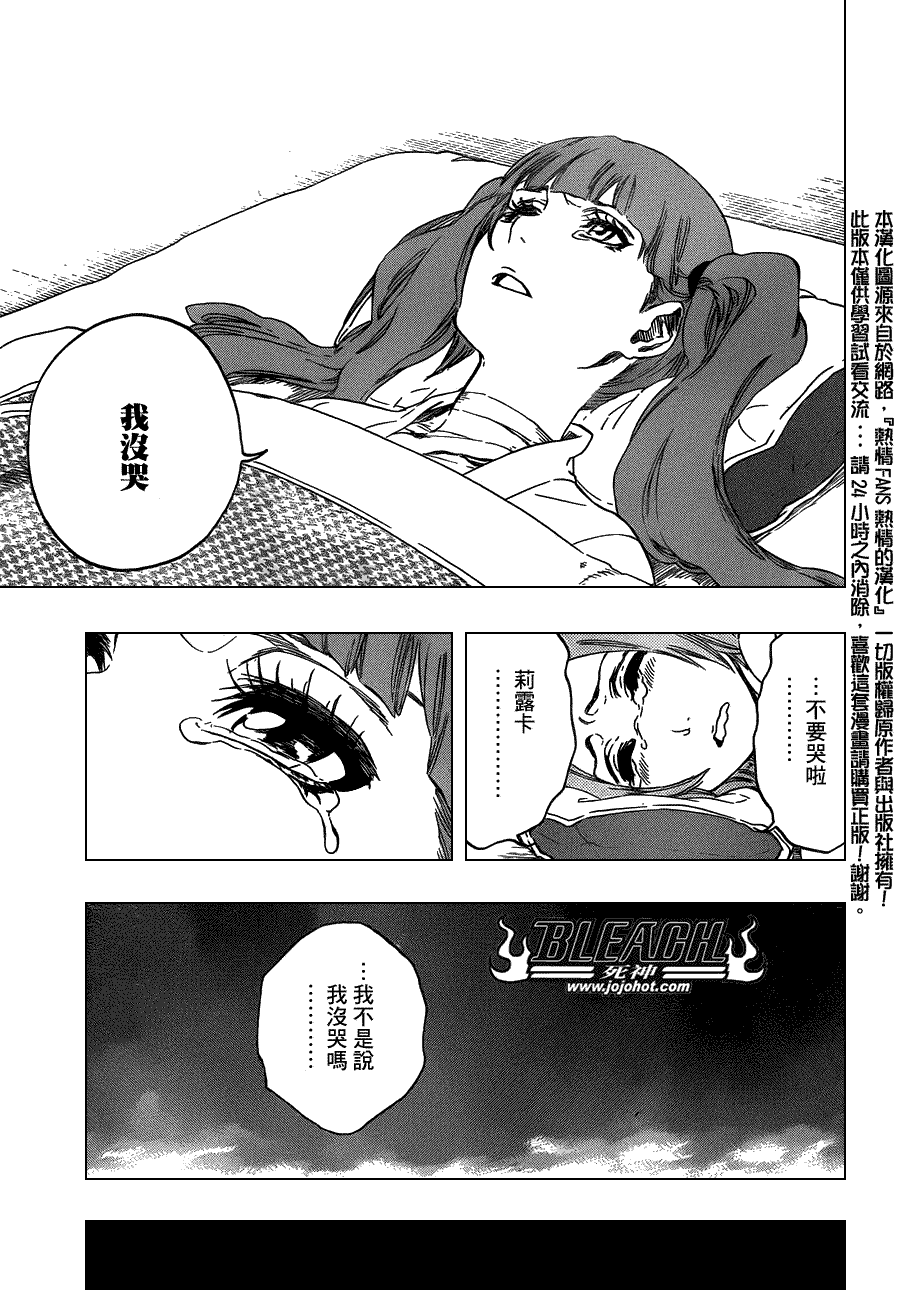 我沒哭
…不要哭啦
………
莉露卡
………
BLEACH
死神
www.jojohot.com
…我不是說
我沒哭嗎
………
本漢化圖源來自於網路，『熱情FANS熱情的漢化』一切版權歸原作者與出版社擁有！
此版本僅供學習試看交流…請24小時之內消除，喜歡這套漫畫請購買正版！謝謝。